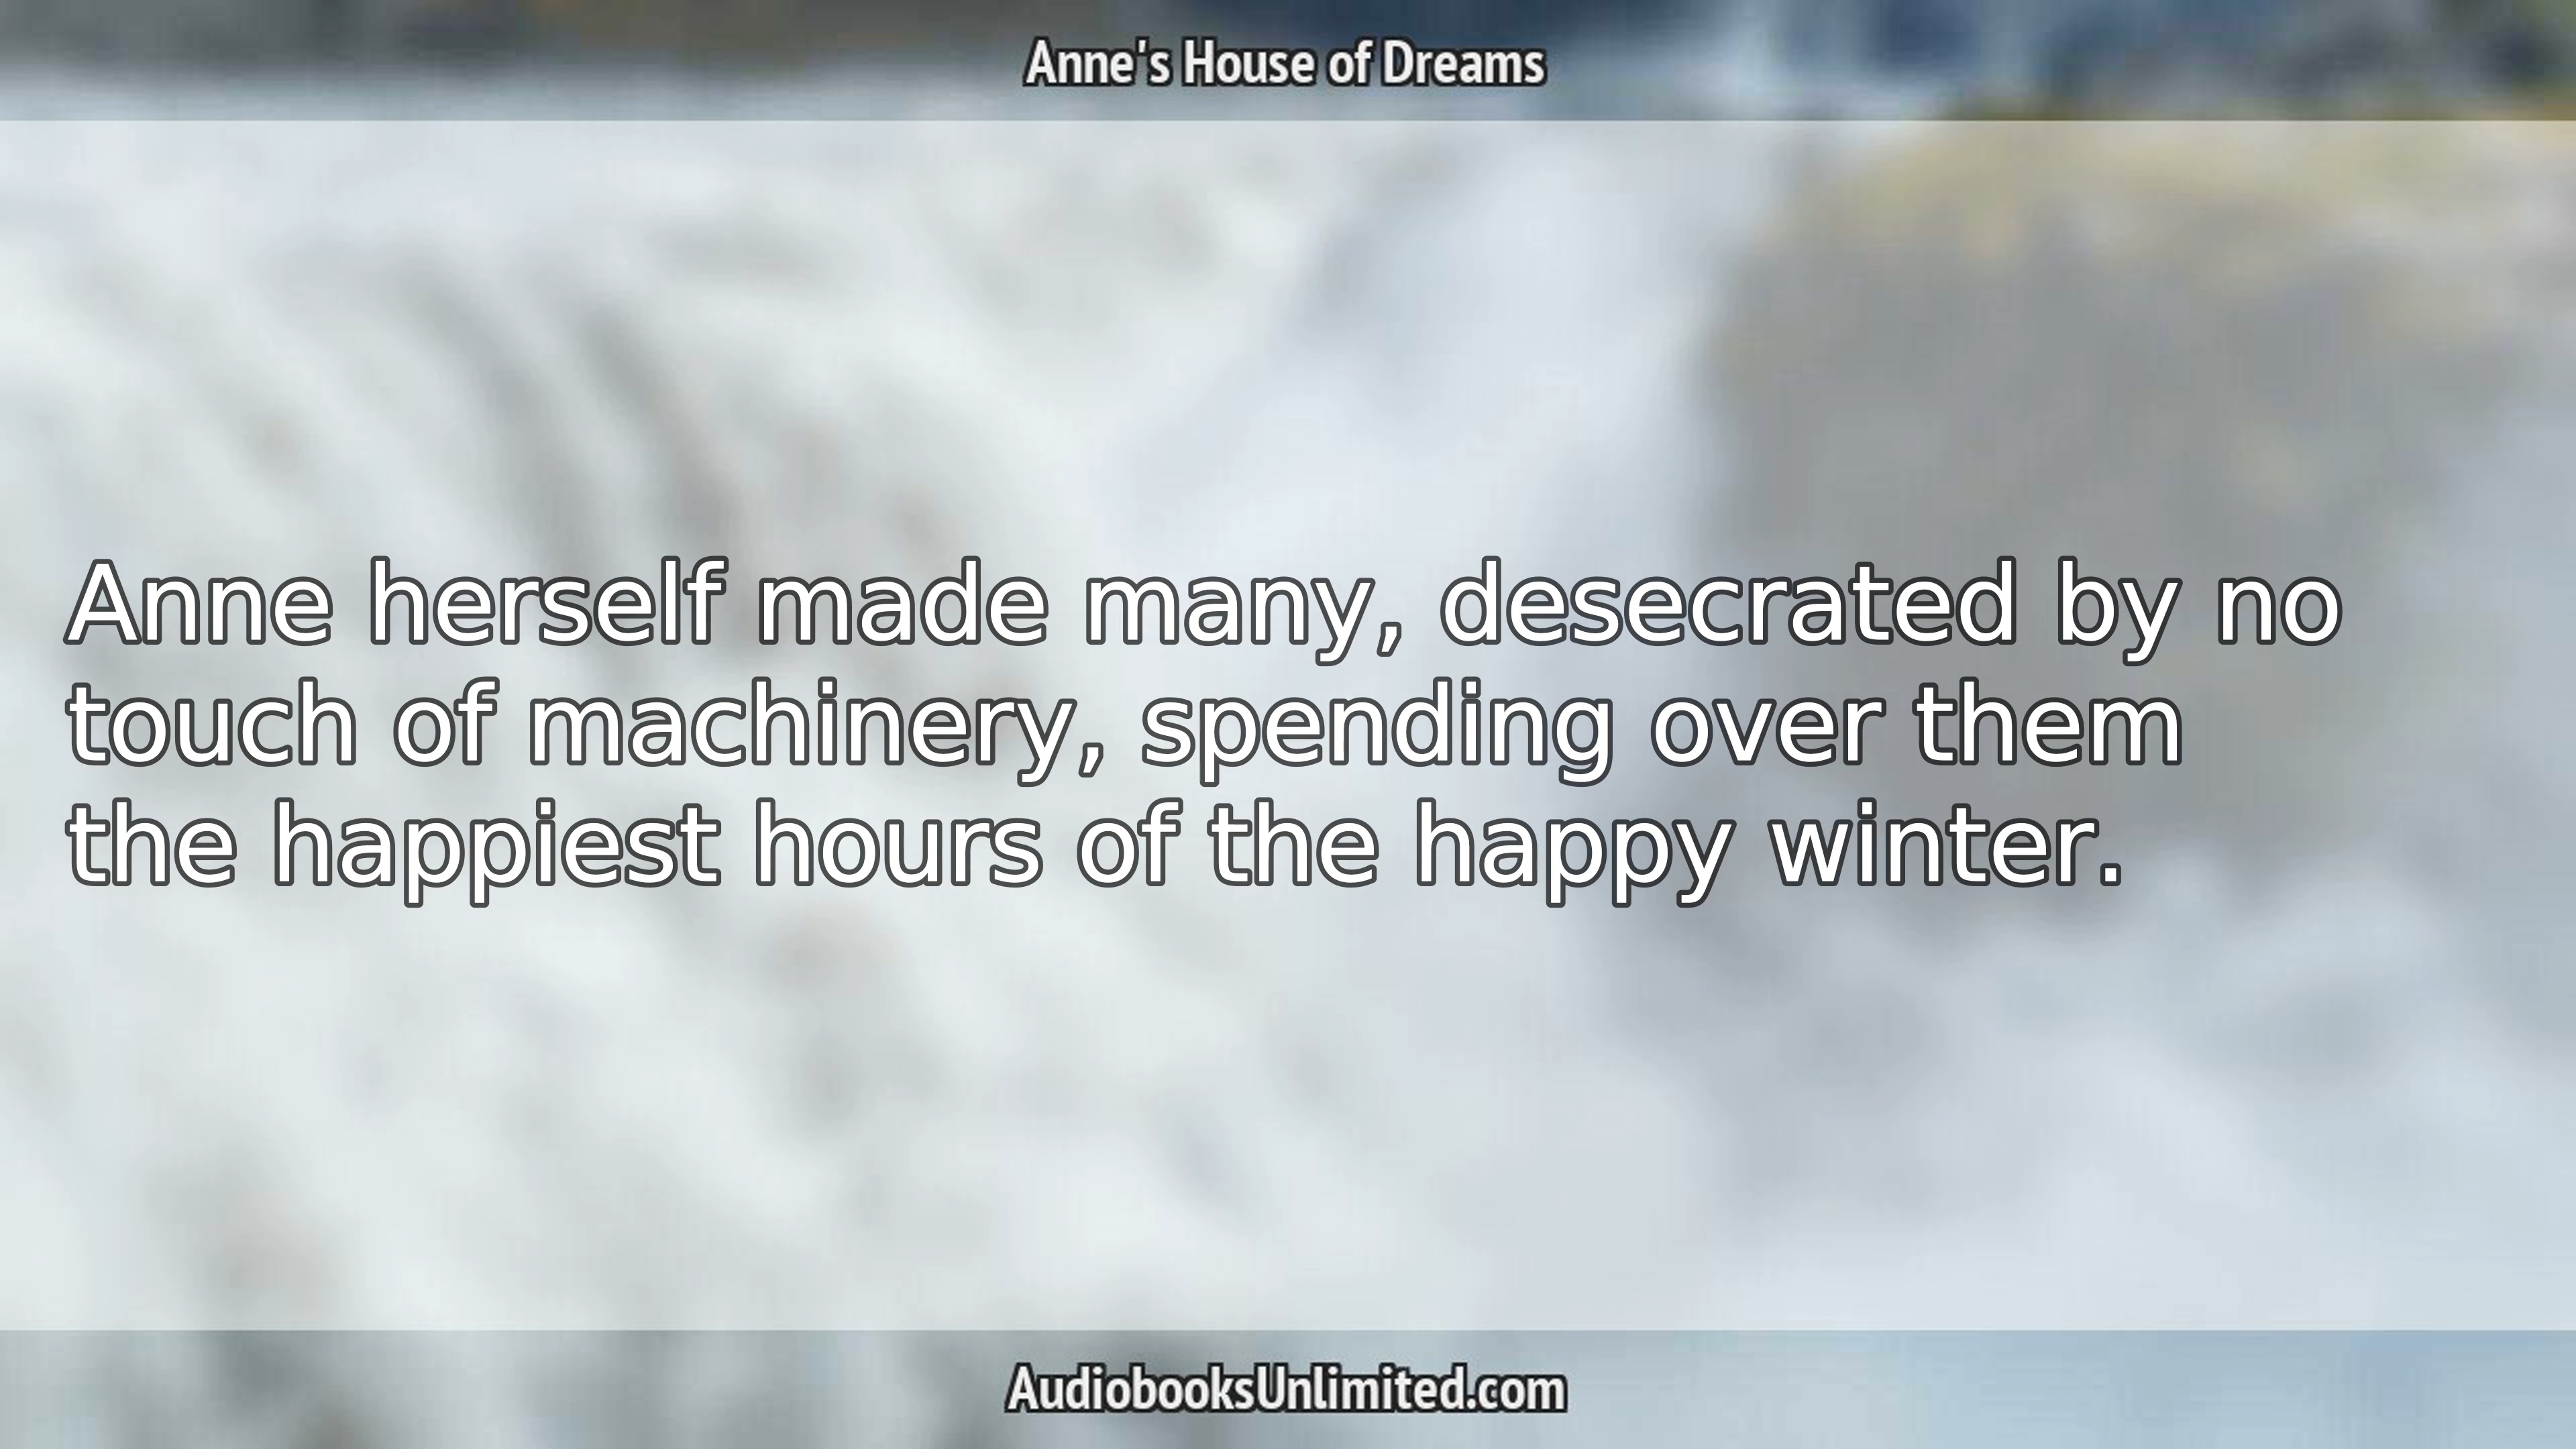 Anne's House of Dreams
Anne herself made many, desecrated by no
touch of machinery, spending over them
the happiest hours of the happy winter.
AudiobooksUnlimited.com